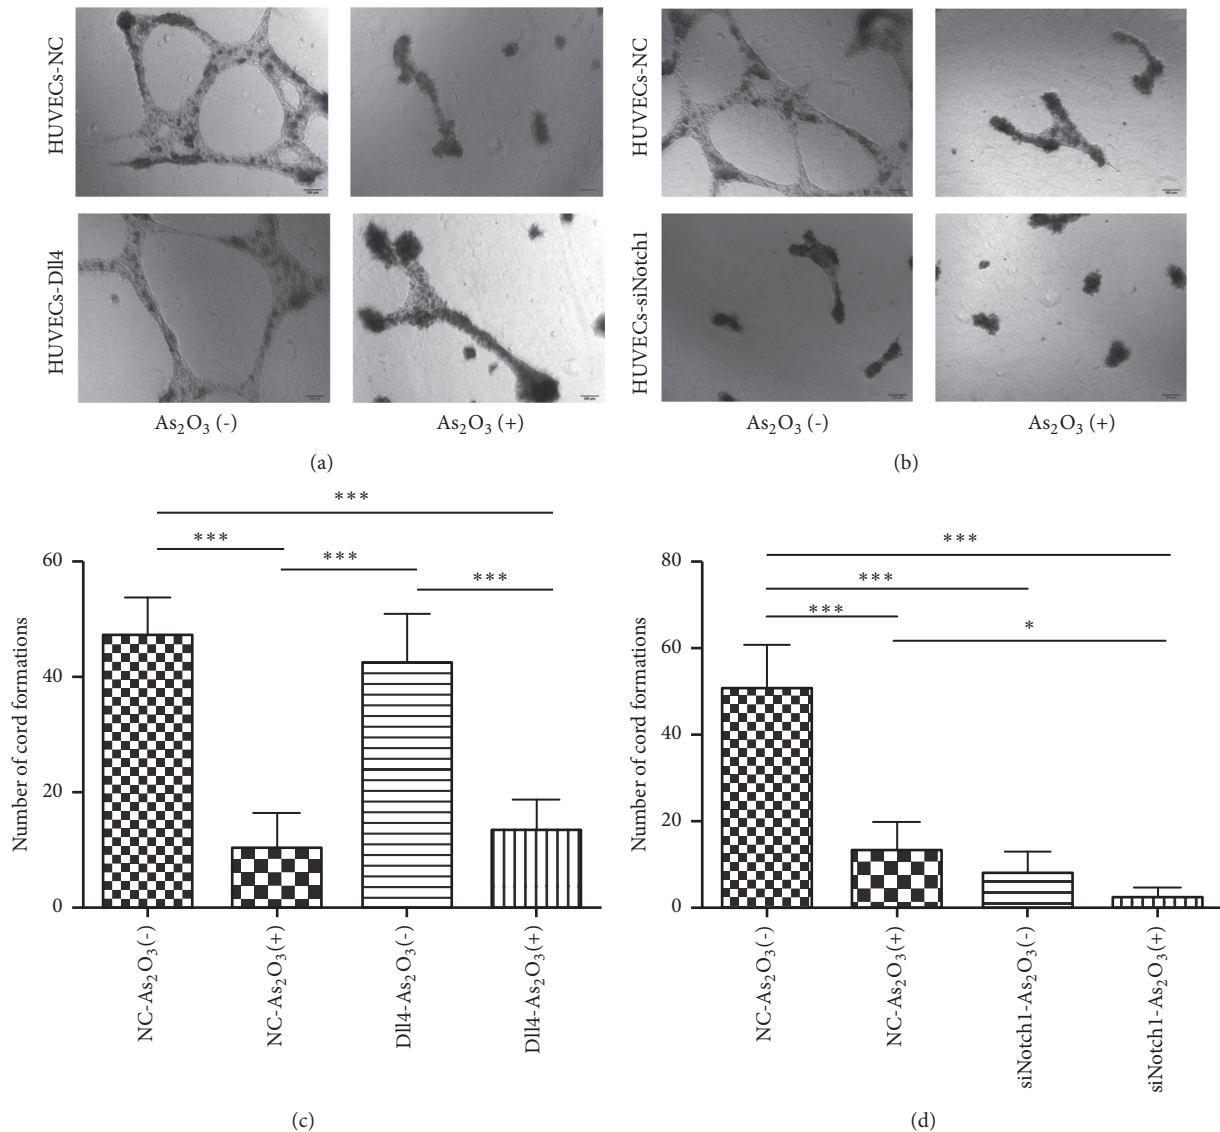 HUVECs-NC
HUVECs-Dll4
As₂O₃ (-)
As₂O₃ (+)
(a)
HUVECs-NC
HUVECs-siNotch1
As₂O₃ (-)
As₂O₃ (+)
(b)
***
***
***
***
60
40
20
0
Number of cord formations
NC-As₂O₃(-)
NC-As₂O₃(+)
Dll4-As₂O₃(-)
Dll4-As₂O₃(+)
(c)
***
***
***
*
80
60
40
20
0
Number of cord formations
NC-As₂O₃(-)
NC-As₂O₃(+)
siNotch1-As₂O₃(-)
siNotch1-As₂O₃(+)
(d)